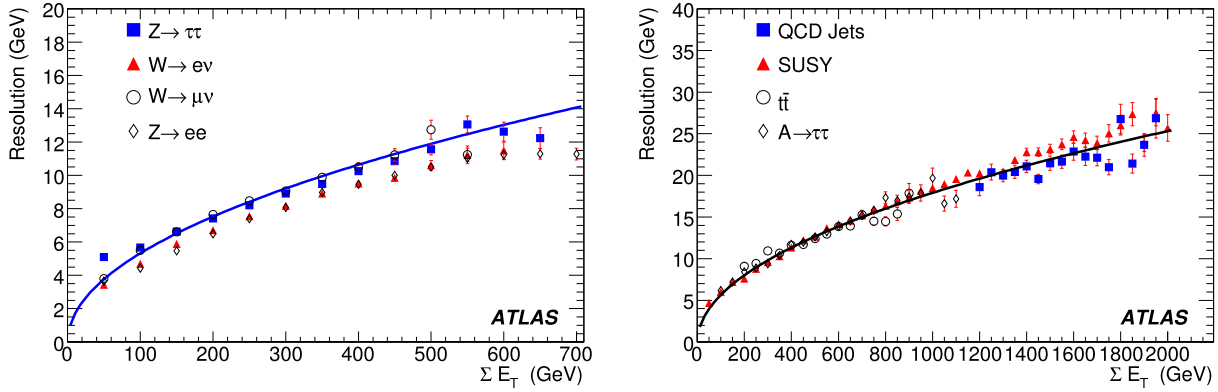 Resolution (GeV)
16
14
12
10
8
6
4
2
0
Z→ ττ
W→ eν
W→ μν
Z→ ee
ATLAS
0 100 200 300 400 500 600 700
Σ E_T (GeV)
Resolution (GeV)
40
35
30
25
20
15
10
5
0
QCD Jets
SUSY
tt̄
A→ττ
ATLAS
0 200 400 600 800 1000 1200 1400 1600 1800 2000
Σ E_T (GeV)